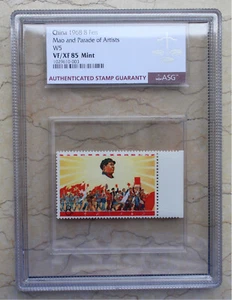 China 1968 8 Fen
Mao and Parade of Artists
W5
VF/XF 85 Mint
AUTHENTICATED STAMP GUARANTY
ASG